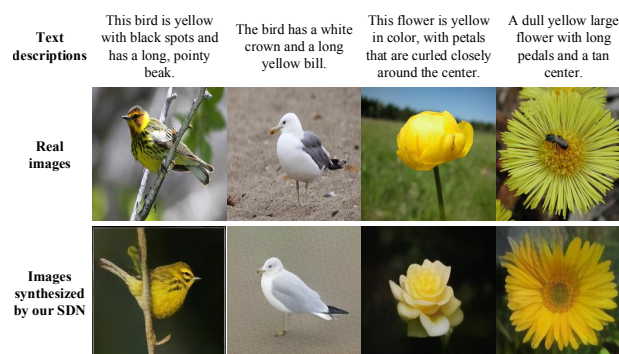 Text
descriptions
This bird is yellow
with black spots and
has a long, pointy
beak.
The bird has a white
crown and a long
yellow bill.
This flower is yellow
in color, with petals
that are curled closely
around the center.
A dull yellow large
flower with long
pedals and a tan
center.
Real
images
Images
synthesized
by our SDN